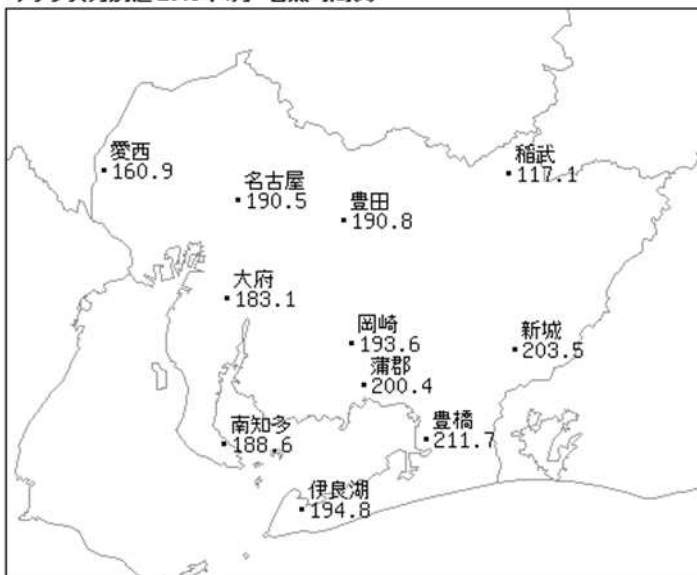 愛西
160.9
稲武
117.1
名古屋
190.5
豊田
190.8
大府
183.1
岡崎
193.6
新城
203.5
蒲郡
200.4
南知多
188.6
豊橋
211.7
伊良湖
194.8